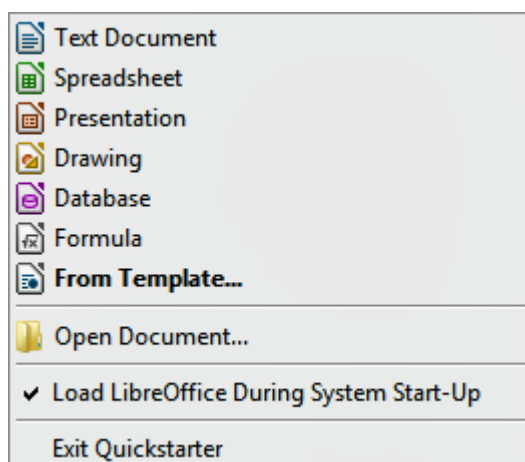 Text Document
Spreadsheet
Presentation
Drawing
Database
Formula
From Template...
Open Document...
Load LibreOffice During System Start-Up
Exit Quickstarter